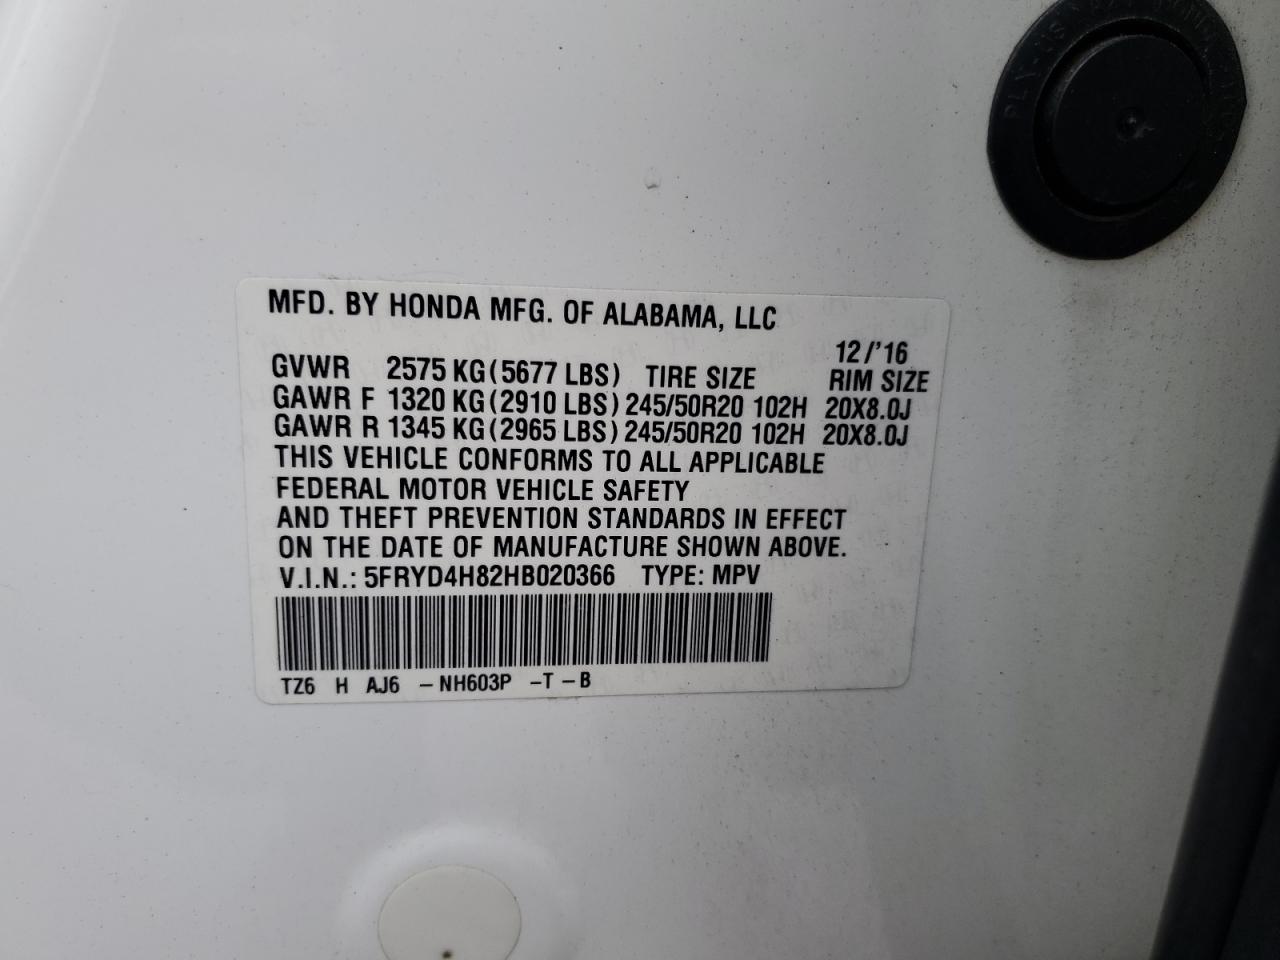 MFD. BY HONDA MFG. OF ALABAMA, LLC
12/'16
GVWR 2575 KG(5677 LBS) TIRE SIZE RIM SIZE
GAWR F 1320 KG(2910 LBS) 245/50R20 102H 20X8.0J
GAWR R 1345 KG(2965 LBS) 245/50R20 102H 20X8.0J
THIS VEHICLE CONFORMS TO ALL APPLICABLE
FEDERAL MOTOR VEHICLE SAFETY
AND THEFT PREVENTION STANDARDS IN EFFECT
ON THE DATE OF MANUFACTURE SHOWN ABOVE.
V.I.N.: 5FRYD4H82HB020366 TYPE: MPV
TZ6 H AJ6 -NH603P -T -B